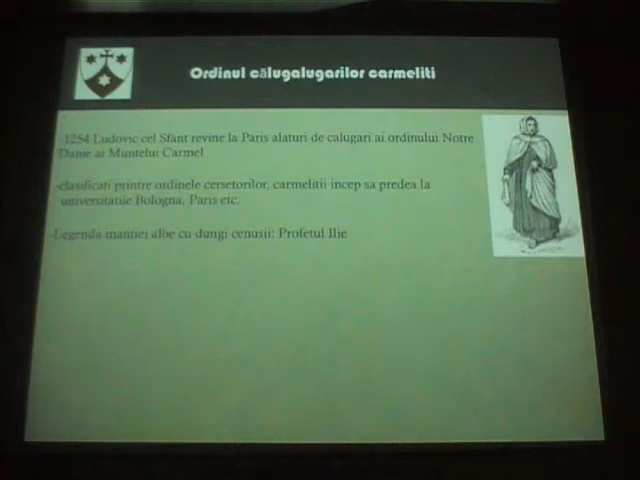 Ordinul călugalugarilor carmeliti
-1254 Ludovic cel Sfant revine la Paris alaturi de calugari ai ordinului Notre
Dame ai Muntelui Carmel
-clasificati printre ordinele cersetorilor, carmelitii incep sa predea la
universitatile Bologna, Paris etc.
-Legenda mantiei albe cu dungi cenusii: Profetul Ilie